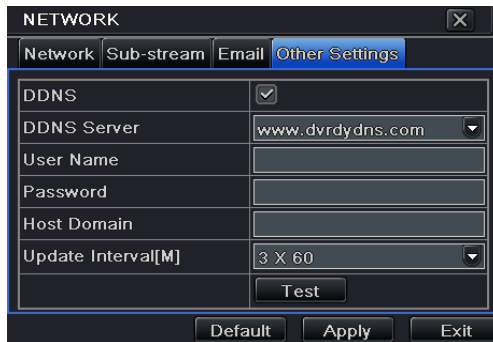 NETWORK
Network Sub-stream Email Other Settings
DDNS
DDNS Server www.dvrdydns.com
User Name
Password
Host Domain
Update Interval[M] 3 X 60
Test
Default Apply Exit